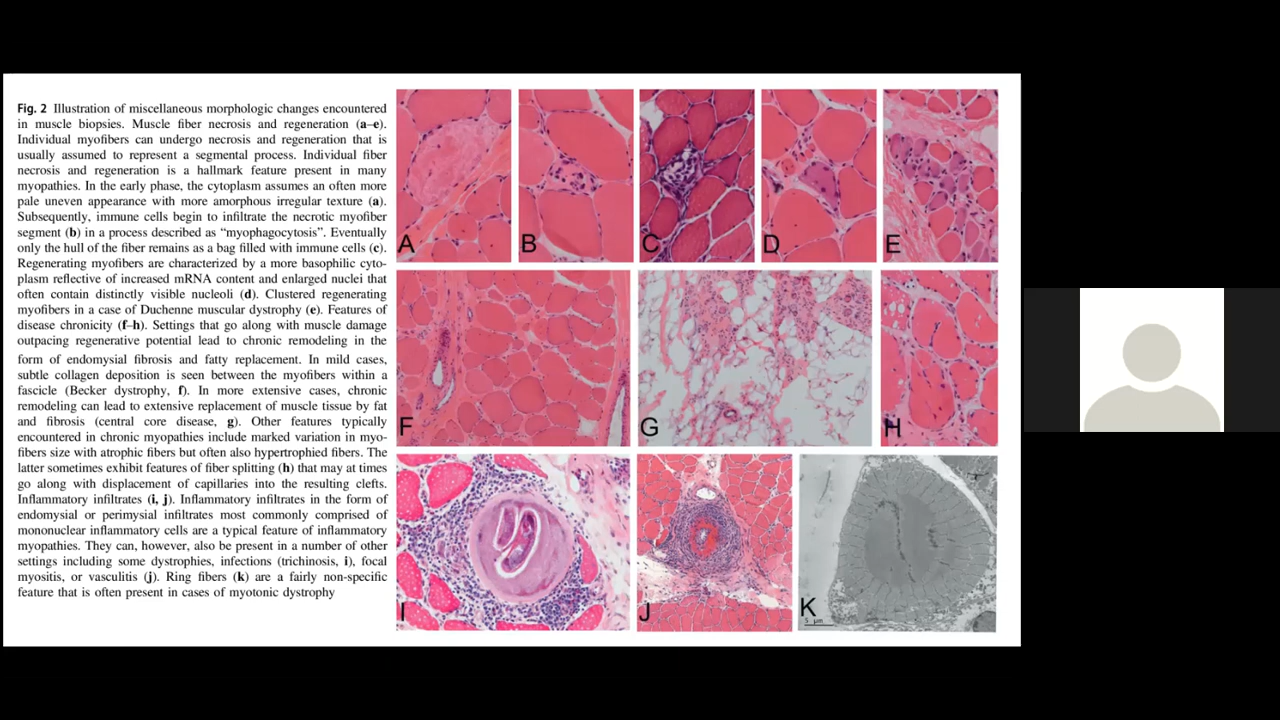 Fig. 2 Illustration of miscellaneous morphologic changes encountered
in muscle biopsies. Muscle fiber necrosis and regeneration (a–e).
Individual myofibers can undergo necrosis and regeneration that is
usually assumed to represent a segmental process. Individual fiber
necrosis and regeneration is a hallmark feature present in many
myopathies. In the early phase, the cytoplasm assumes an often more
pale uneven appearance with more amorphous irregular texture (a).
Subsequently, immune cells begin to infiltrate the necrotic myofiber
segment (b) in a process described as “myophagocytosis”. Eventually
only the hull of the fiber remains as a bag filled with immune cells (c).
Regenerating myofibers are characterized by a more basophilic cyto-
plasm reflective of increased mRNA content and enlarged nuclei that
often contain distinctly visible nucleoli (d). Clustered regenerating
myofibers in a case of Duchenne muscular dystrophy (e). Features of
disease chronicity (f–h). Settings that go along with muscle damage
outpacing regenerative potential lead to chronic remodeling in the
form of endomysial fibrosis and fatty replacement. In mild cases,
subtle collagen deposition is seen between the myofibers within a
fascicle (Becker dystrophy, f). In more extensive cases, chronic
remodeling can lead to extensive replacement of muscle tissue by fat
and fibrosis (central core disease, g). Other features typically
encountered in chronic myopathies include marked variation in myo-
fibers size with atrophic fibers but often also hypertrophied fibers. The
latter sometimes exhibit features of fiber splitting (h) that may at times
go along with displacement of capillaries into the resulting clefts.
Inflammatory infiltrates (i, j). Inflammatory infiltrates in the form of
endomysial or perimysial infiltrates most commonly comprised of
mononuclear inflammatory cells are a typical feature of inflammatory
myopathies. They can, however, also be present in a number of other
settings including some dystrophies, infections (trichinosis, i), focal
myositis, or vasculitis (j). Ring fibers (k) are a fairly non-specific
feature that is often present in cases of myotonic dystrophy
A
B
C
D
E
F
G
H
I
J
K
5 µm